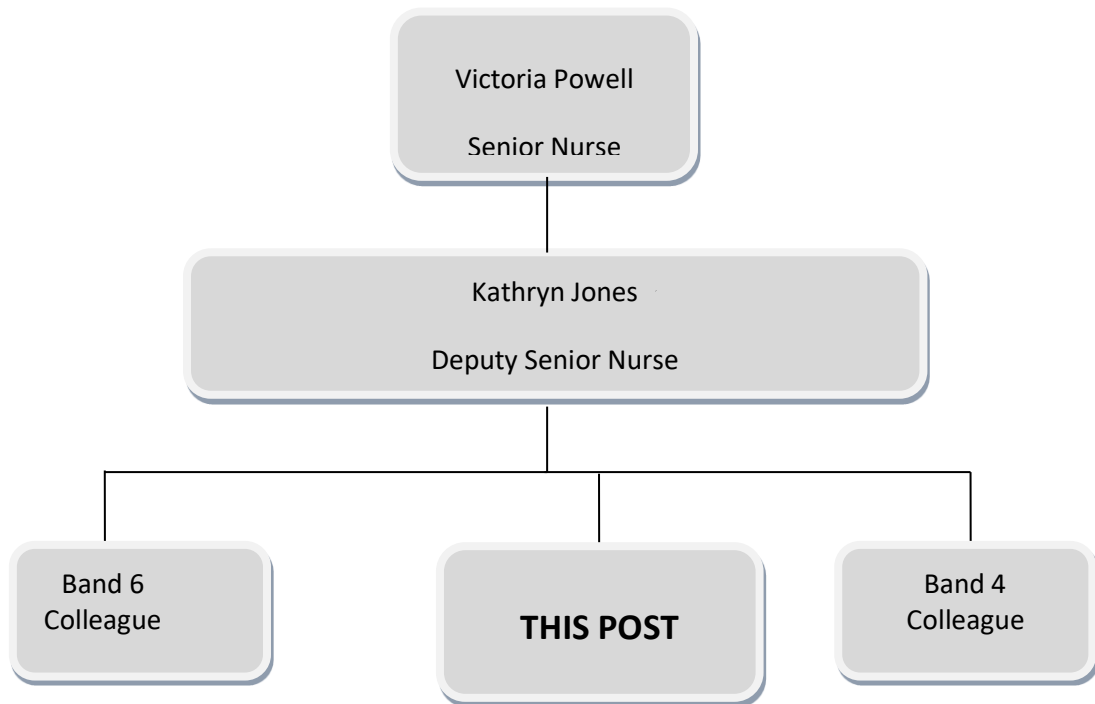 Victoria Powell
Senior Nurse
Kathryn Jones
Deputy Senior Nurse
Band 6
Colleague
THIS POST
Band 4
Colleague